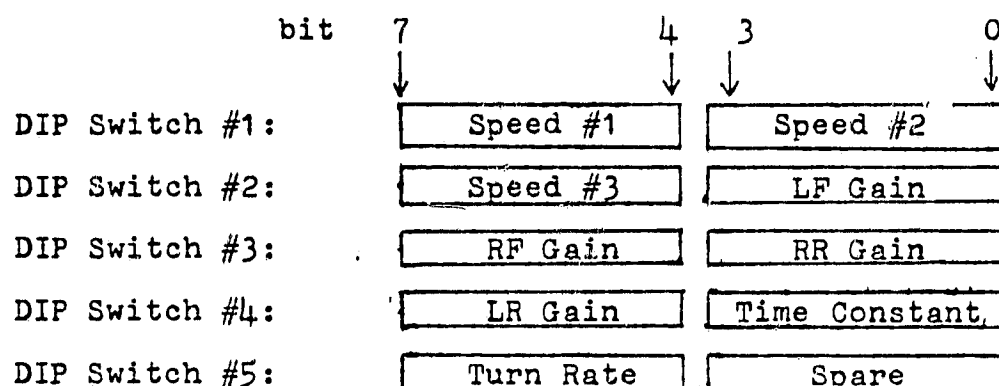 bit 7 4 3 0
DIP Switch #1: Speed #1 Speed #2
DIP Switch #2: Speed #3 LF Gain
DIP Switch #3: RF Gain RR Gain
DIP Switch #4: LR Gain Time Constant
DIP Switch #5: Turn Rate Spare